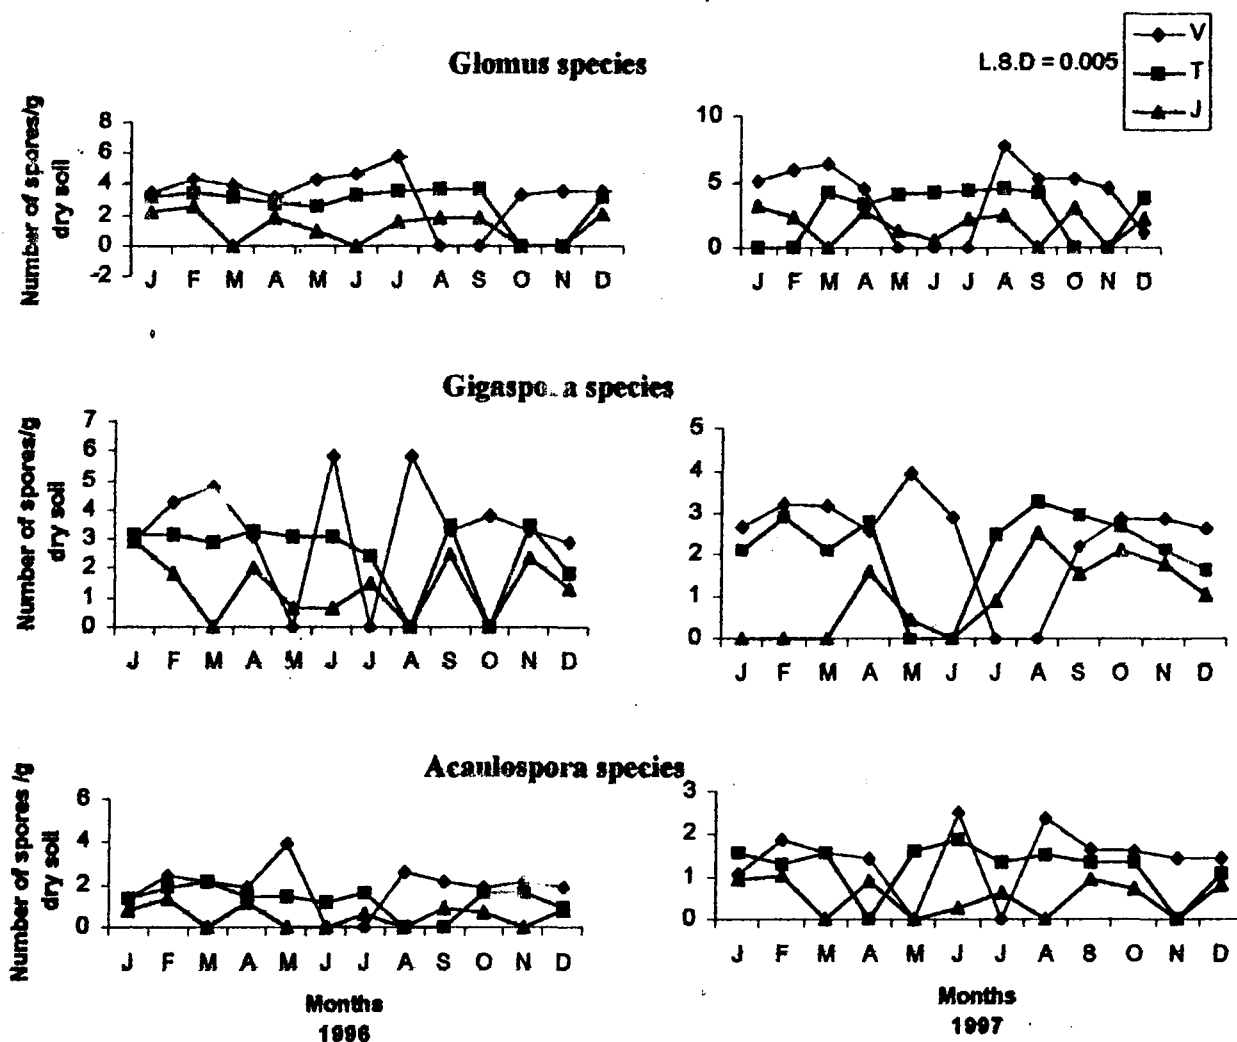 Glomus species
L.S.D = 0.005
V
T
J
Number of spores/g
dry soil
8
6
4
2
0
-2
J F M A M J J A S O N D
10
5
0
J F M A M J J A S O N D
Gigaspo a species
Number of spores/g
dry soil
7
6
5
4
3
2
1
0
J F M A M J J A S O N D
5
4
3
2
1
0
J F M A M J J A S O N D
Acaulospora species
Number of spores /g
dry soil
6
4
2
0
J F M A M J J A S O N D
Months
1996
3
2
1
0
J F M A M J J A S O N D
Months
1997